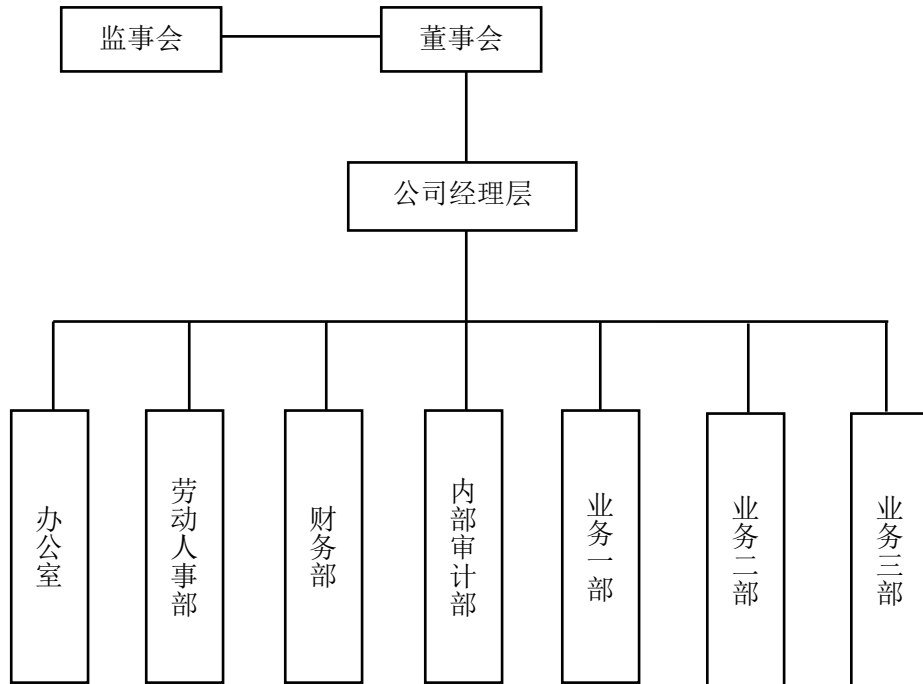 监事会
董事会
公司经理层
办公室
劳动人事部
财务部
内部审计部
业务一部
业务二部
业务三部